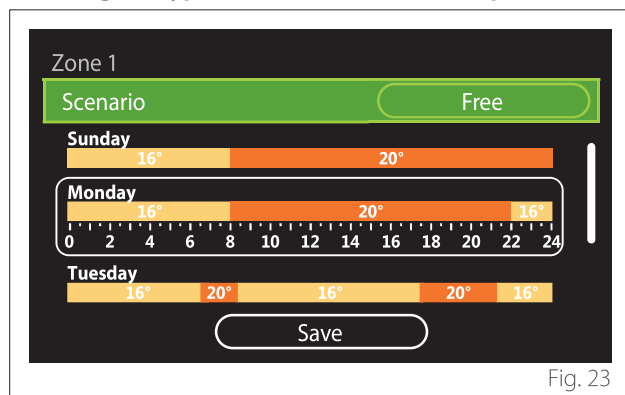 Zone 1
Scenario Free
Sunday
16° 20°
Monday
16° 20° 16°
0 2 4 6 8 10 12 14 16 18 20 22 24
Tuesday
16° 20° 16° 20° 16°
Save
Fig. 23